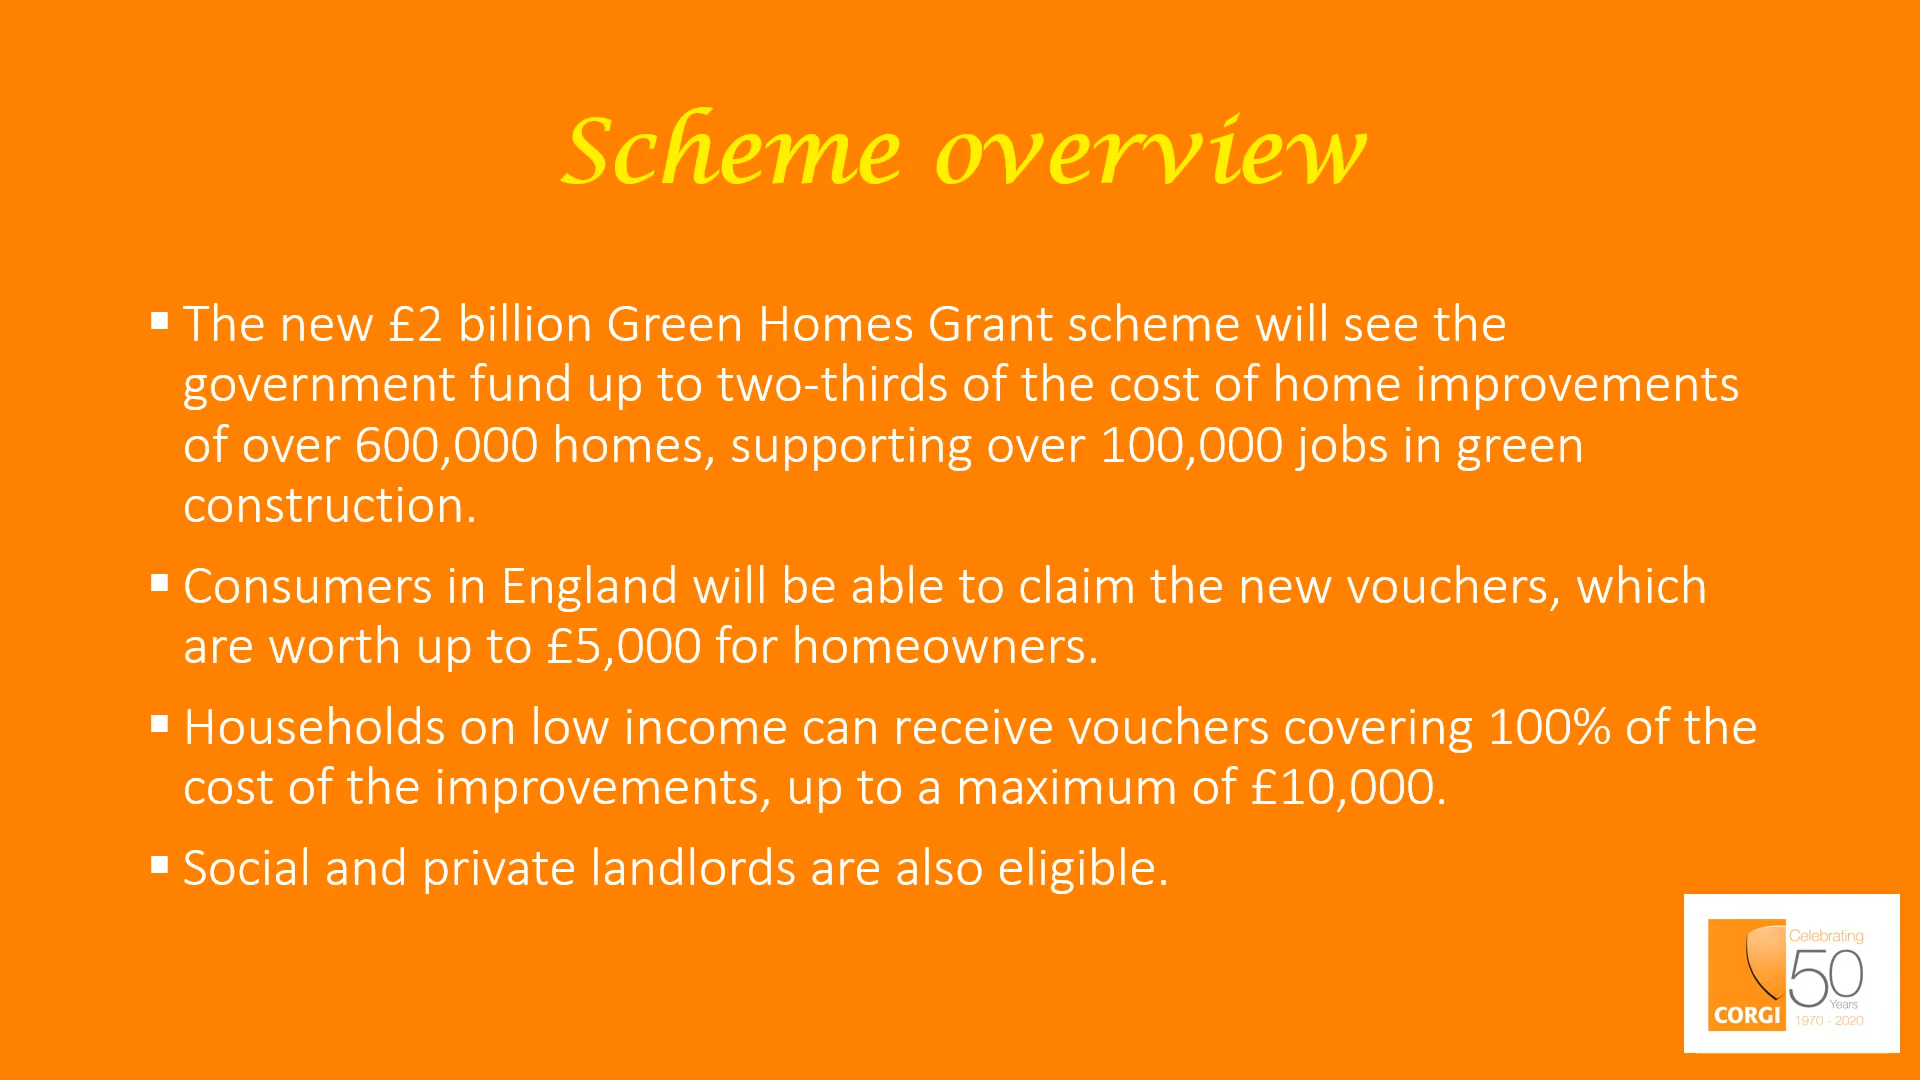 Scheme overview
▪ The new £2 billion Green Homes Grant scheme will see the
government fund up to two-thirds of the cost of home improvements
of over 600,000 homes, supporting over 100,000 jobs in green
construction.
▪ Consumers in England will be able to claim the new vouchers, which
are worth up to £5,000 for homeowners.
▪ Households on low income can receive vouchers covering 100% of the
cost of the improvements, up to a maximum of £10,000.
▪ Social and private landlords are also eligible.
Celebrating
50
Years
CORGI
1970 - 2020